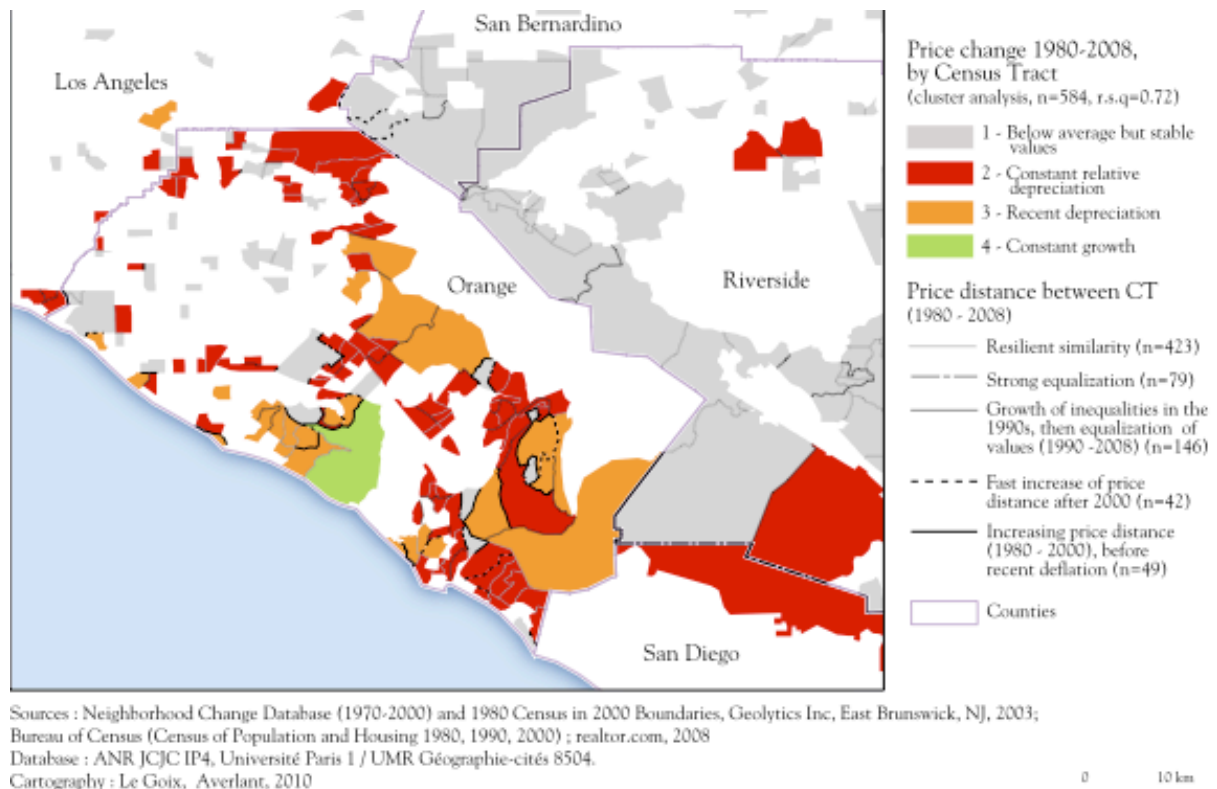 San Bernardino
Los Angeles
Orange
Riverside
San Diego
Price change 1980-2008,
by Census Tract
(cluster analysis, n=584, r.s.q=0.72)
1 - Below average but stable
values
2 - Constant relative
depreciation
3 - Recent depreciation
4 - Constant growth
Price distance between CT
(1980 - 2008)
Resilient similarity (n=423)
Strong equalization (n=79)
Growth of inequalities in the
1990s, then equalization of
values (1990 -2008) (n=146)
Fast increase of price
distance after 2000 (n=42)
Increasing price distance
(1980 - 2000), before
recent deflation (n=49)
Counties
Sources : Neighborhood Change Database (1970-2000) and 1980 Census in 2000 Boundaries, Geolytics Inc, East Brunswick, NJ, 2003;
Bureau of Census (Census of Population and Housing 1980, 1990, 2000) ; realtor.com, 2008
Database : ANR JCJC IP4, Université Paris 1 / UMR Géographie-cités 8504.
Cartography : Le Goix, Averlant, 2010
0 10 km